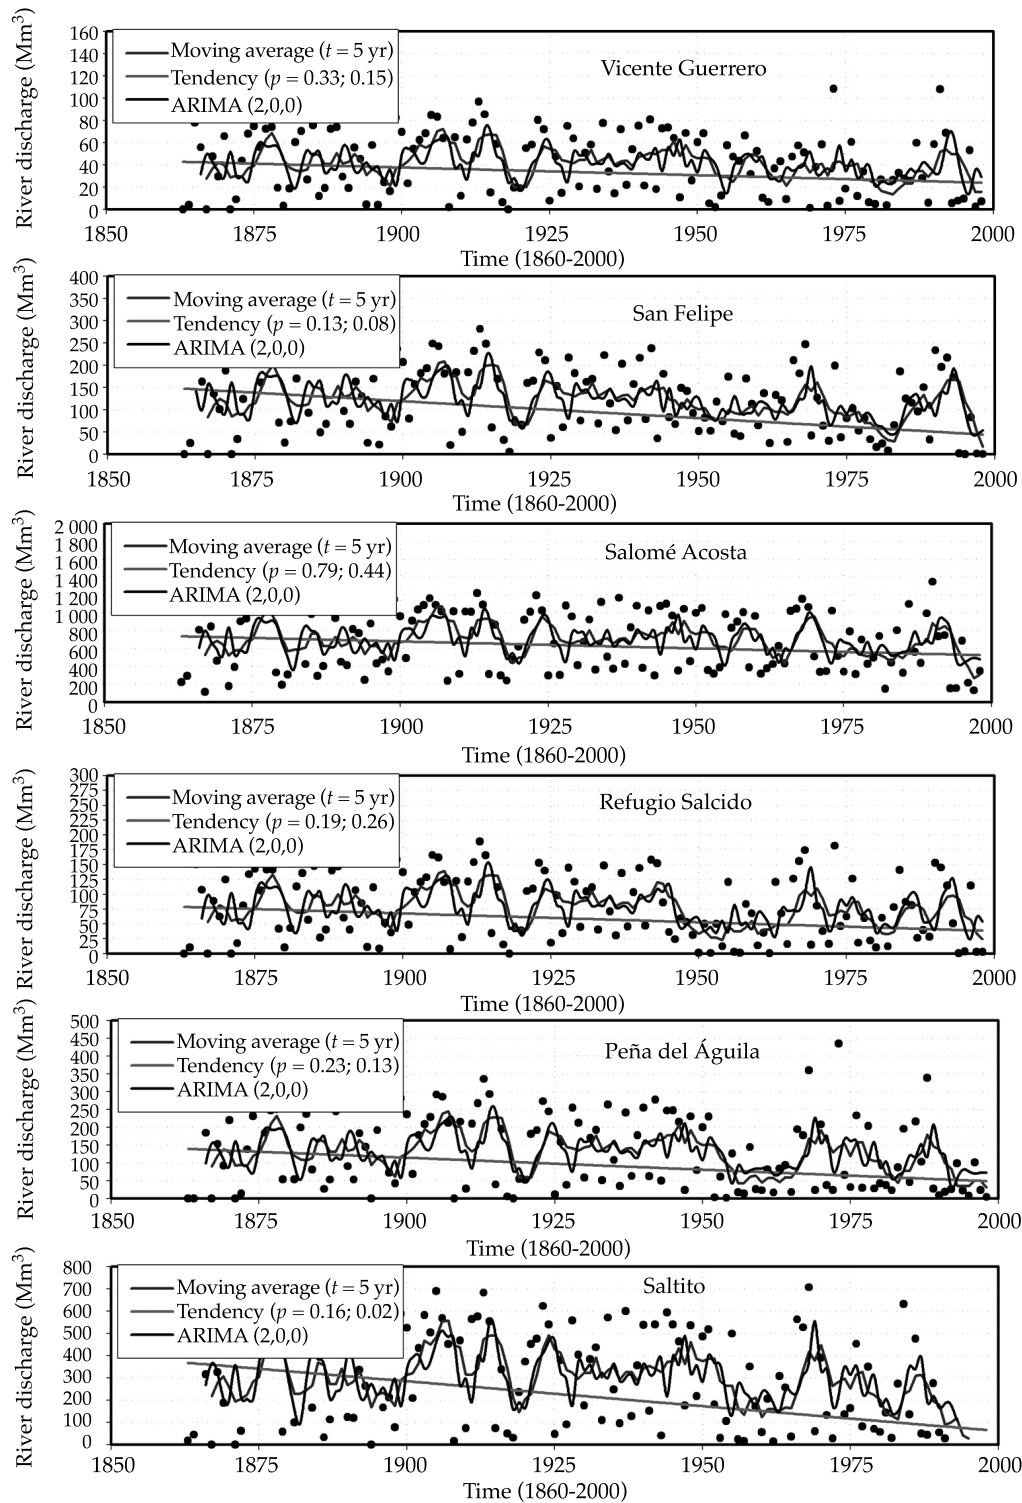 River discharge (Mm³)
160
140
120
100
80
60
40
20
0
Moving average (t = 5 yr)
Tendency (p = 0.33; 0.15)
ARIMA (2,0,0)
Vicente Guerrero
1850 1875 1900 1925 1950 1975 2000
Time (1860-2000)
River discharge (Mm³)
400
350
300
250
200
150
100
50
0
Moving average (t = 5 yr)
Tendency (p = 0.13; 0.08)
ARIMA (2,0,0)
San Felipe
1850 1875 1900 1925 1950 1975 2000
Time (1860-2000)
River discharge (Mm³)
2 000
1 800
1 600
1 400
1 200
1 000
800
600
400
200
0
Moving average (t = 5 yr)
Tendency (p = 0.79; 0.44)
ARIMA (2,0,0)
Salomé Acosta
1850 1875 1900 1925 1950 1975 2000
Time (1860-2000)
River discharge (Mm³)
300
275
250
225
200
175
150
125
100
75
50
25
0
Moving average (t = 5 yr)
Tendency (p = 0.19; 0.26)
ARIMA (2,0,0)
Refugio Salcido
1850 1875 1900 1925 1950 1975 2000
Time (1860-2000)
River discharge (Mm³)
500
450
400
350
300
250
200
150
100
50
0
Moving average (t = 5 yr)
Tendency (p = 0.23; 0.13)
ARIMA (2,0,0)
Peña del Águila
1850 1875 1900 1925 1950 1975 2000
Time (1860-2000)
River discharge (Mm³)
800
700
600
500
400
300
200
100
0
Moving average (t = 5 yr)
Tendency (p = 0.16; 0.02)
ARIMA (2,0,0)
Saltito
1850 1875 1900 1925 1950 1975 2000
Time (1860-2000)